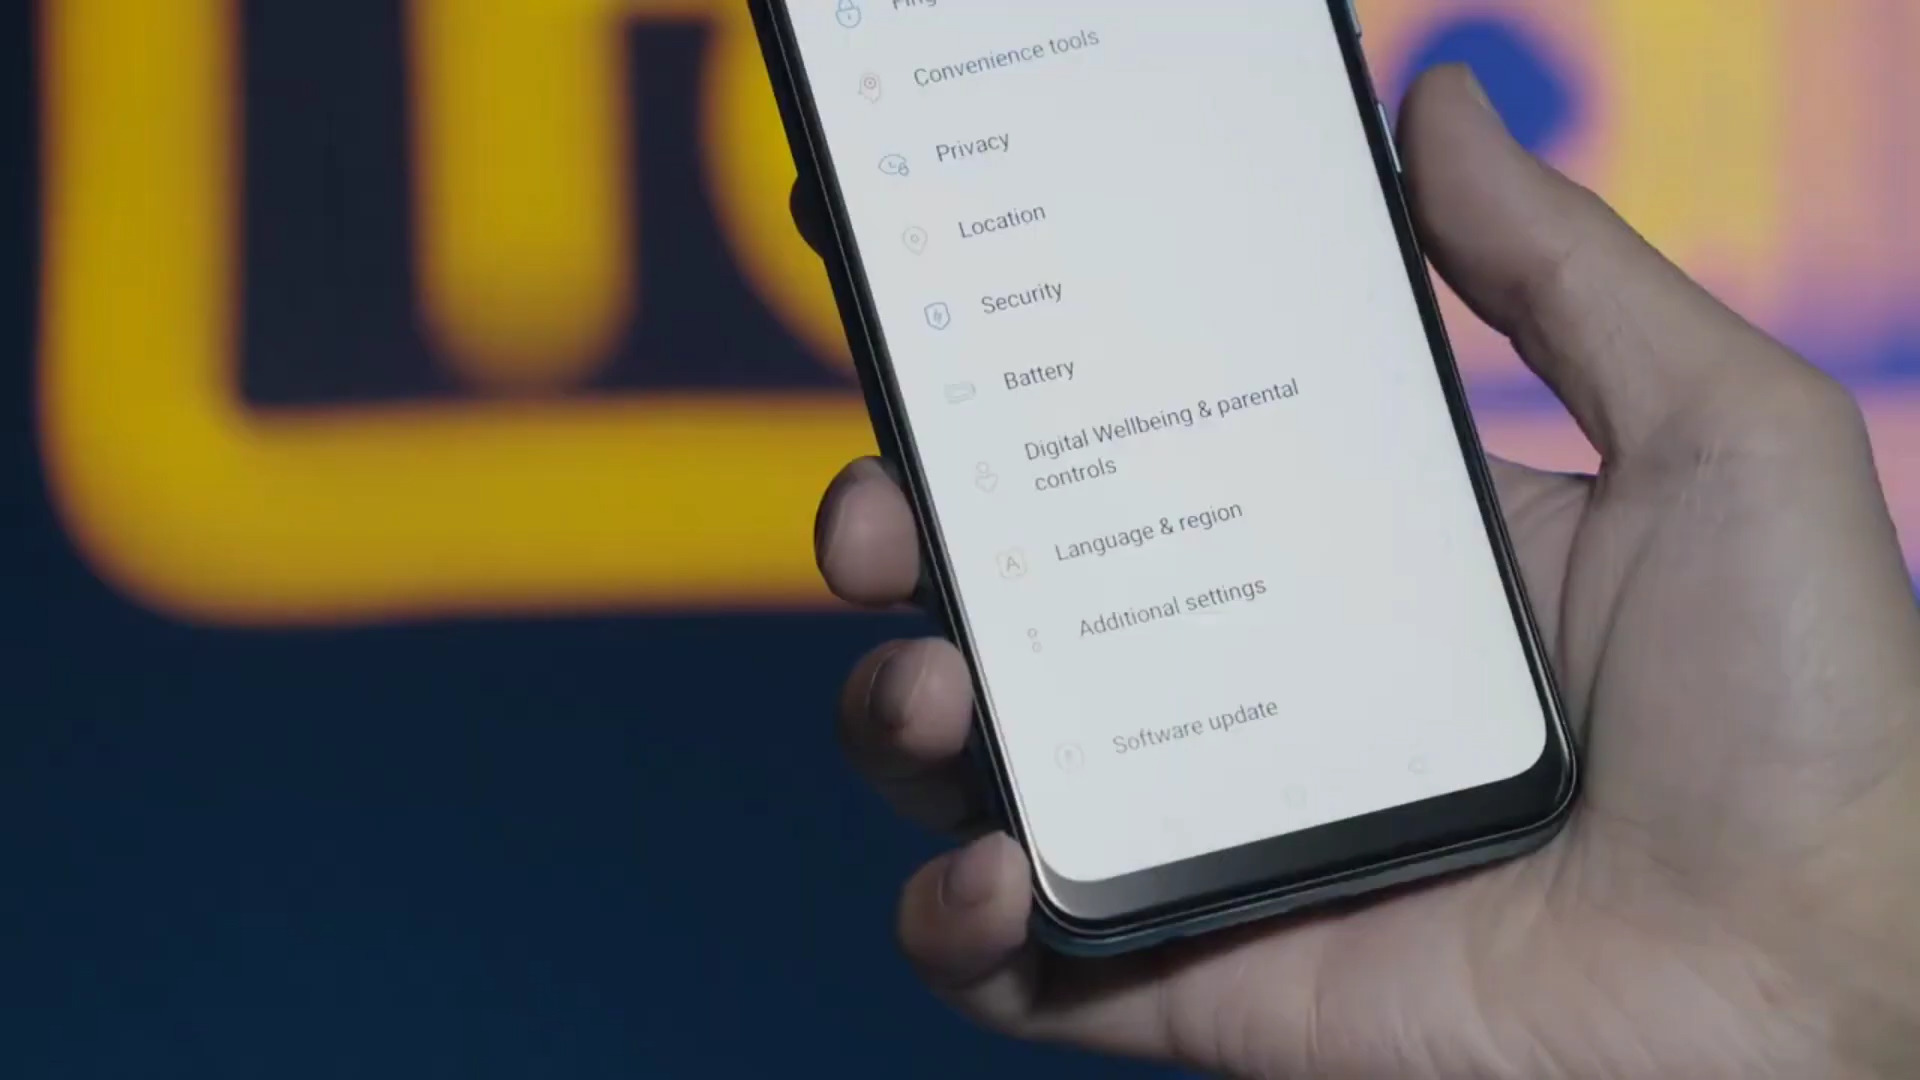 Convenience tools
Privacy
Location
Security
Battery
Digital Wellbeing & parental
controls
Language & region
Additional settings
Software update